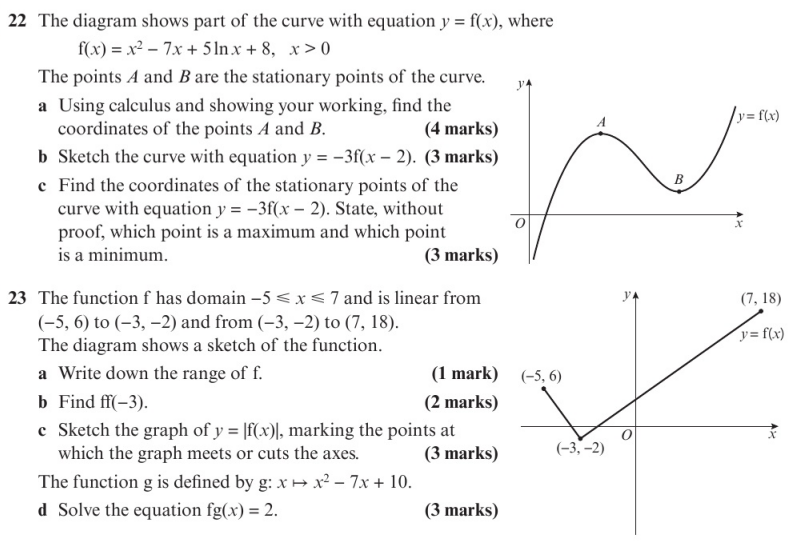 22 The diagram shows part of the curve with equation y = f(x), where
f(x) = x² − 7x + 5 ln x + 8, x > 0
The points A and B are the stationary points of the curve.
a Using calculus and showing your working, find the
coordinates of the points A and B. (4 marks)
b Sketch the curve with equation y = −3f(x − 2). (3 marks)
c Find the coordinates of the stationary points of the
curve with equation y = −3f(x − 2). State, without
proof, which point is a maximum and which point
is a minimum. (3 marks)
y
A
y = f(x)
B
O
x
23 The function f has domain −5 ⩽ x ⩽ 7 and is linear from
(−5, 6) to (−3, −2) and from (−3, −2) to (7, 18).
The diagram shows a sketch of the function.
a Write down the range of f. (1 mark)
b Find ff(−3). (2 marks)
c Sketch the graph of y = |f(x)|, marking the points at
which the graph meets or cuts the axes. (3 marks)
The function g is defined by g: x ↦ x² − 7x + 10.
d Solve the equation fg(x) = 2. (3 marks)
y
(7, 18)
y = f(x)
(−5, 6)
O
x
(−3, −2)